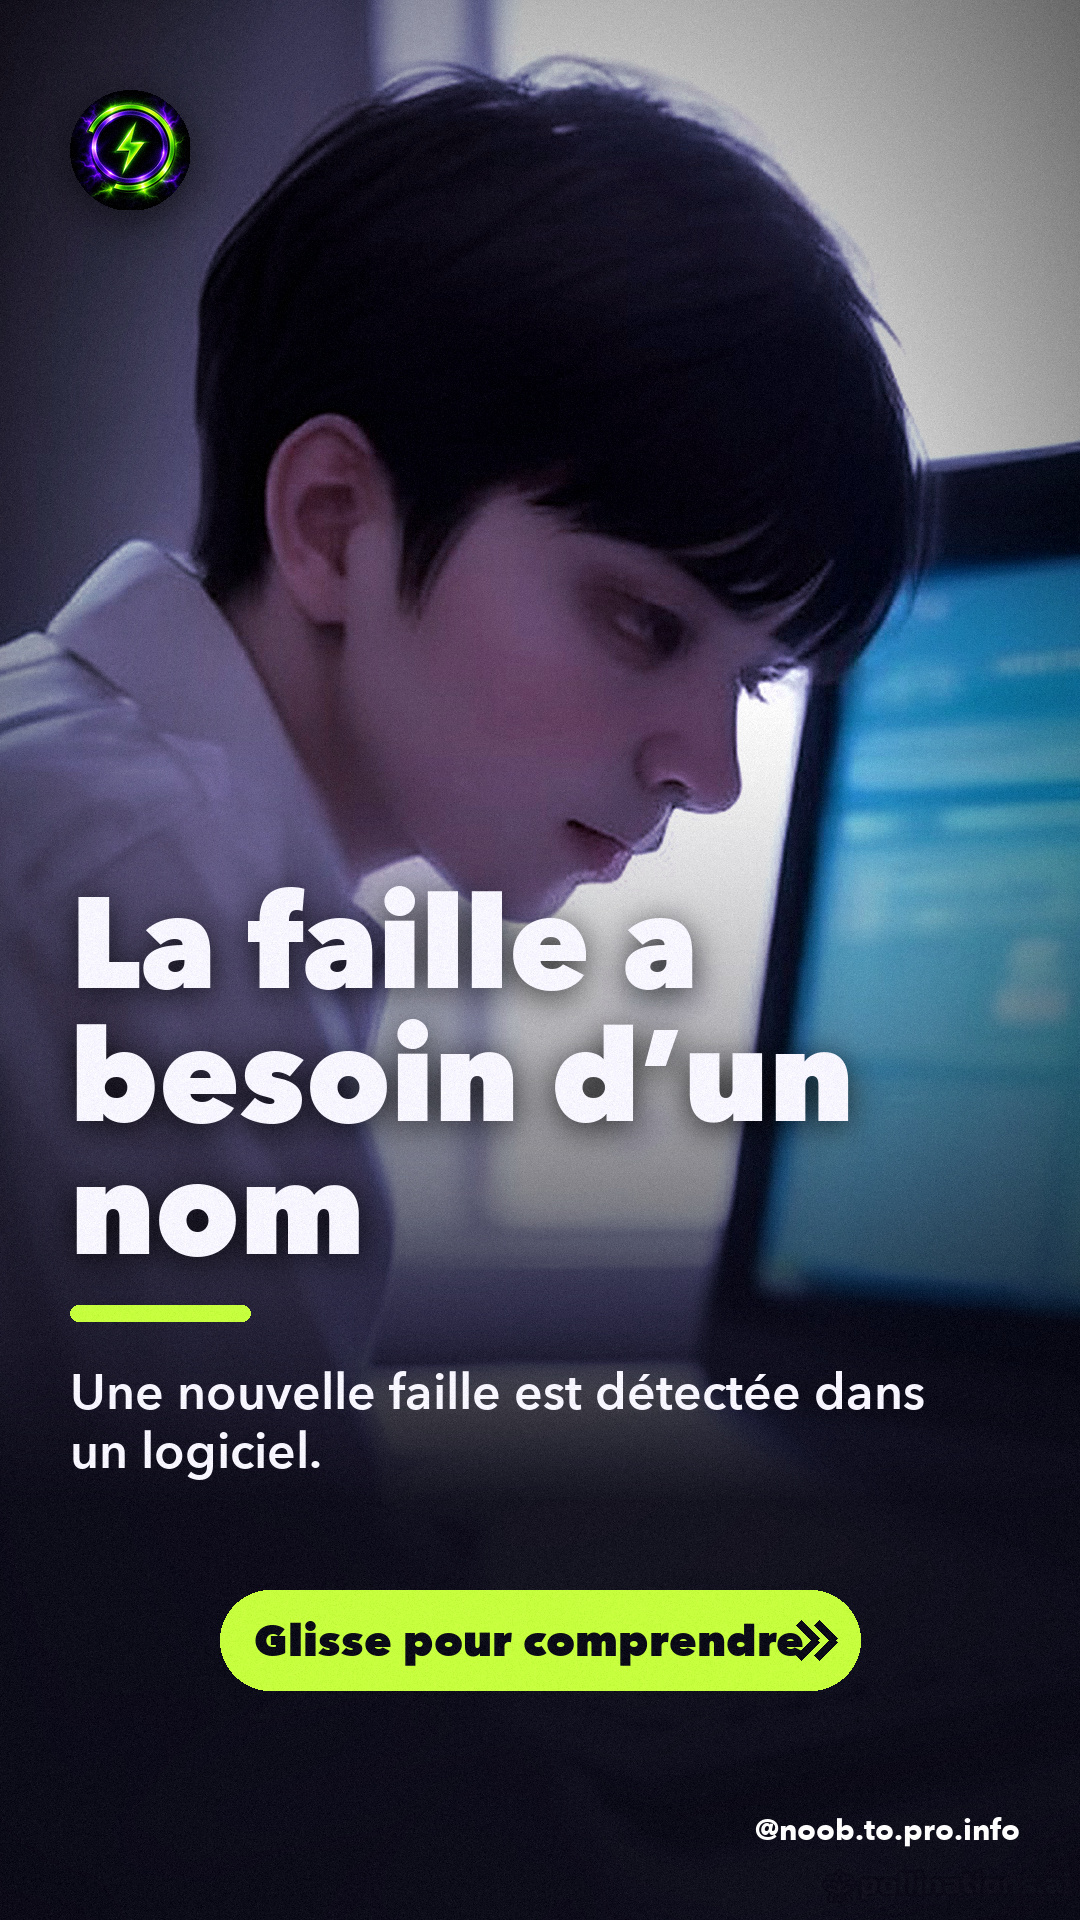 La faille a
besoin d’un
nom
Une nouvelle faille est détectée dans
un logiciel.
Glisse pour comprendre
@noob.to.pro.info